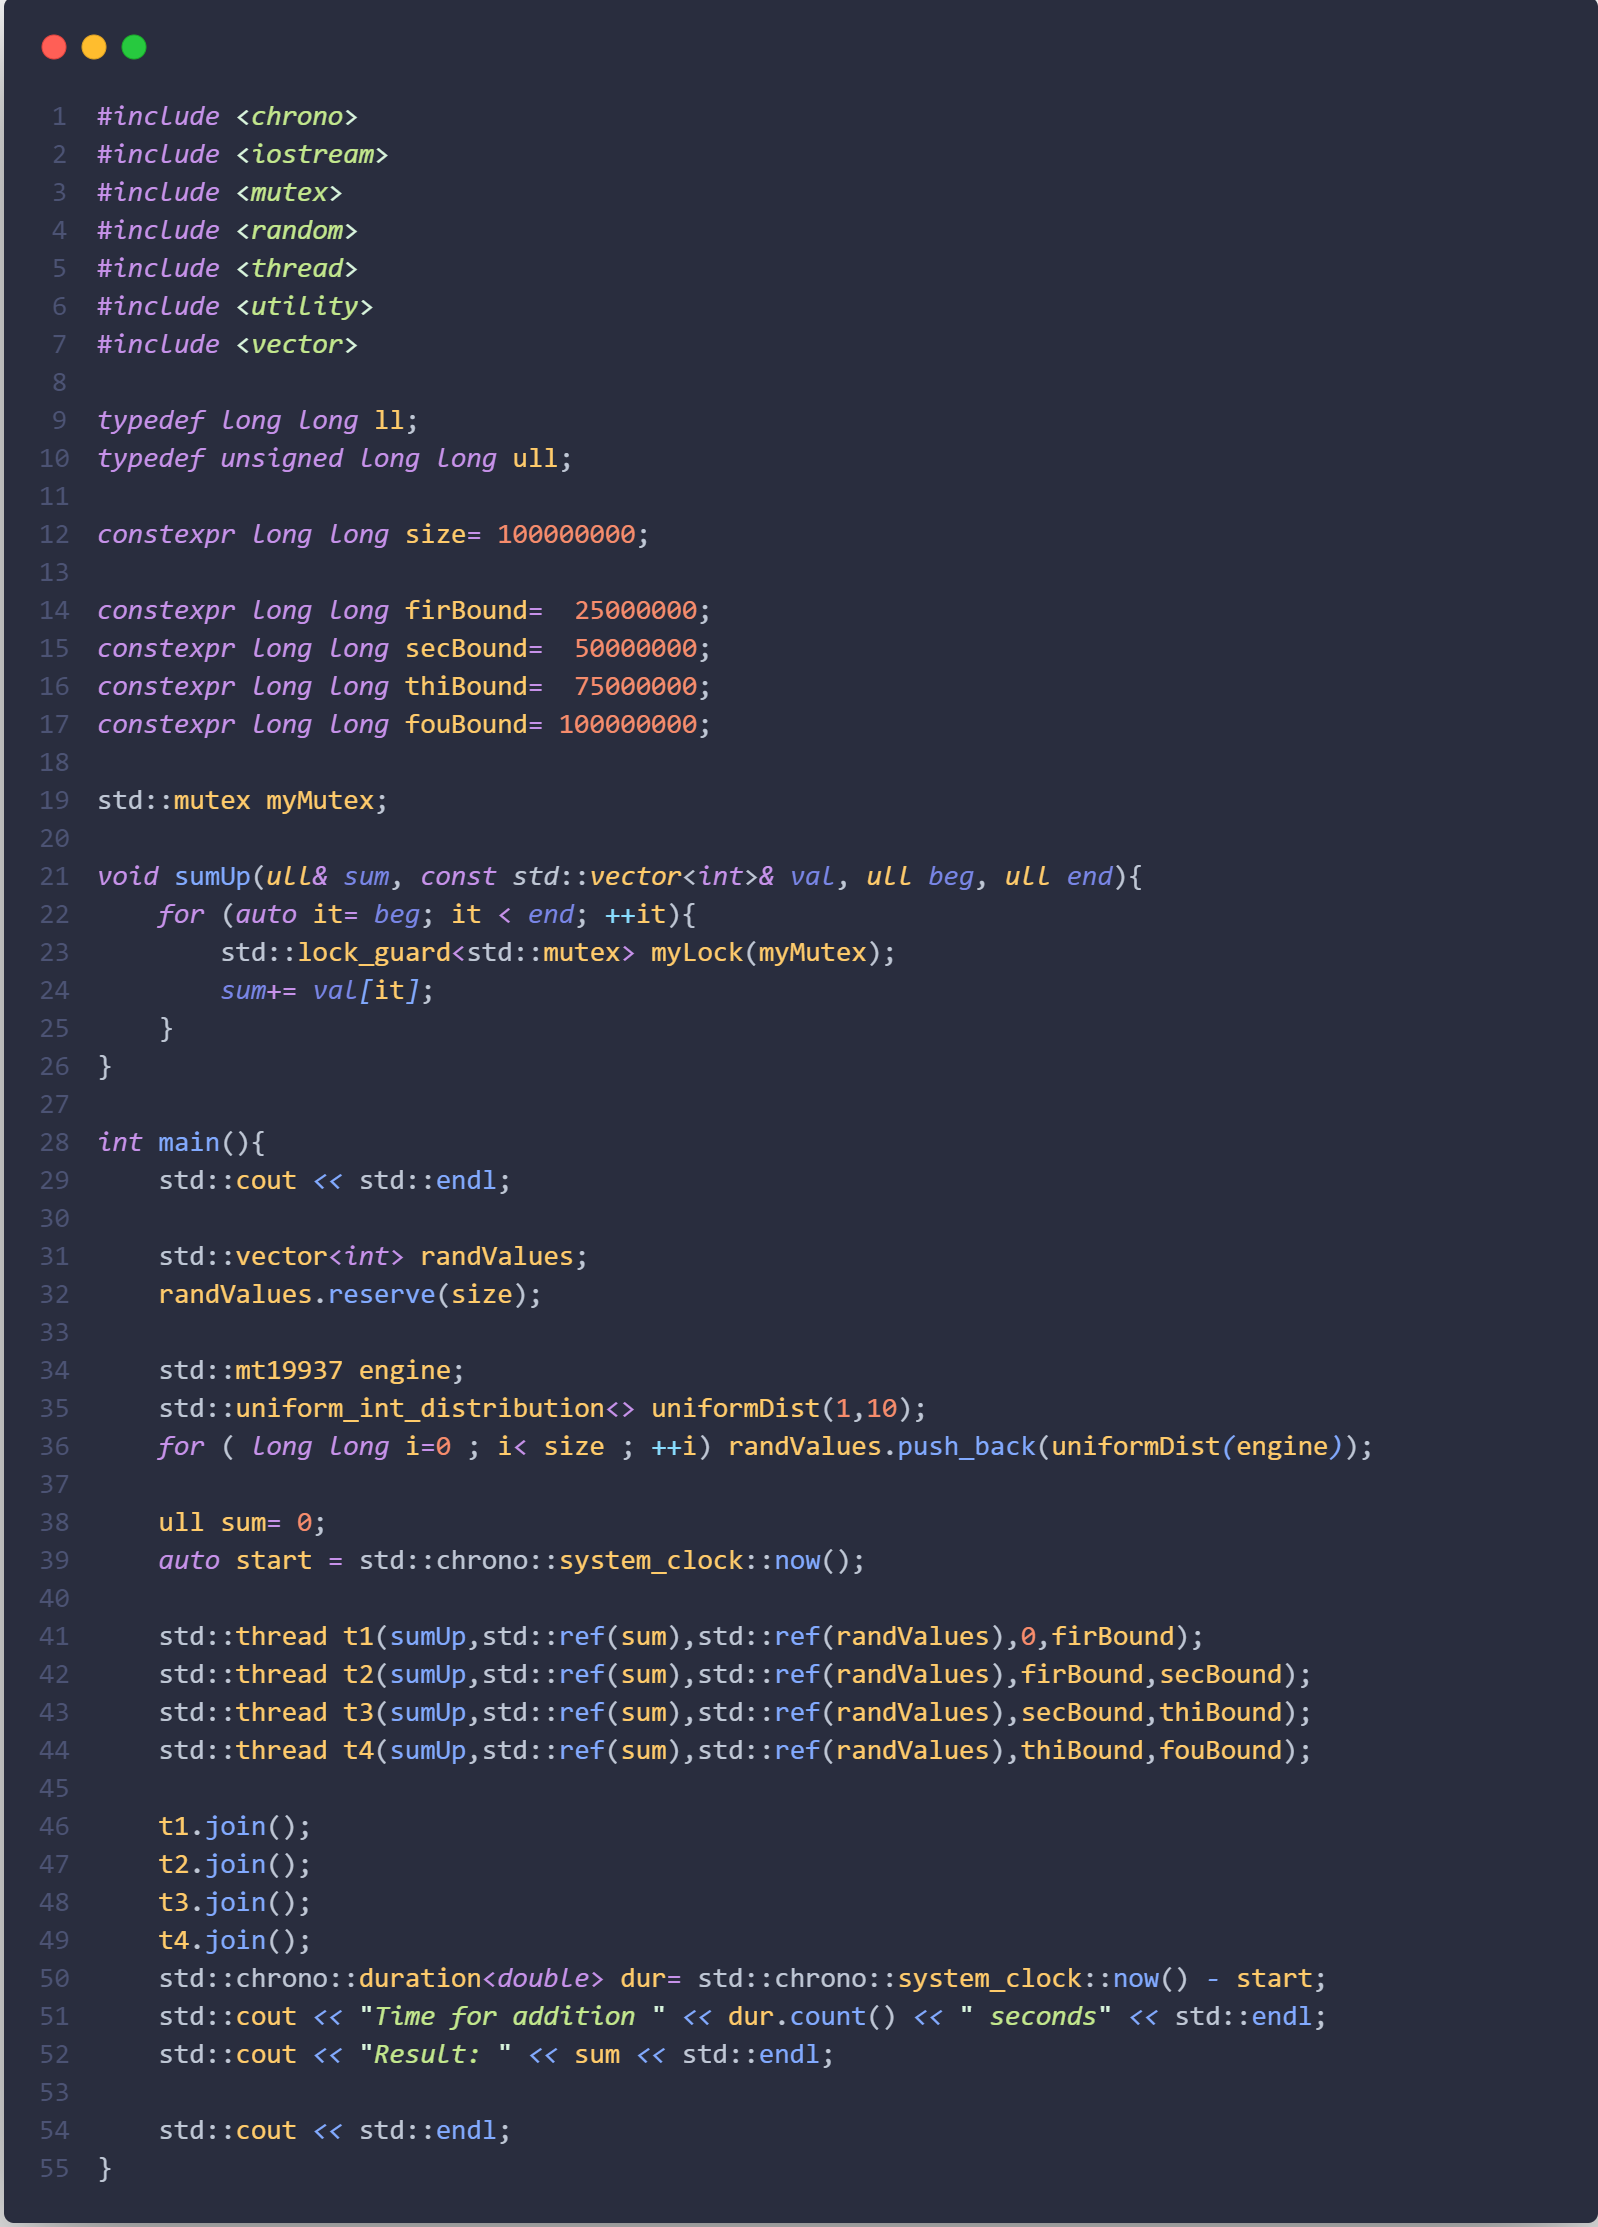 1 #include <chrono>
2 #include <iostream>
3 #include <mutex>
4 #include <random>
5 #include <thread>
6 #include <utility>
7 #include <vector>
8
9 typedef long long ll;
10 typedef unsigned long long ull;
11
12 constexpr long long size= 100000000;
13
14 constexpr long long firBound=  25000000;
15 constexpr long long secBound=  50000000;
16 constexpr long long thiBound=  75000000;
17 constexpr long long fouBound= 100000000;
18
19 std::mutex myMutex;
20
21 void sumUp(ull& sum, const std::vector<int>& val, ull beg, ull end){
22     for (auto it= beg; it < end; ++it){
23         std::lock_guard<std::mutex> myLock(myMutex);
24         sum+= val[it];
25     }
26 }
27
28 int main(){
29     std::cout << std::endl;
30
31     std::vector<int> randValues;
32     randValues.reserve(size);
33
34     std::mt19937 engine;
35     std::uniform_int_distribution<> uniformDist(1,10);
36     for ( long long i=0 ; i< size ; ++i) randValues.push_back(uniformDist(engine));
37
38     ull sum= 0;
39     auto start = std::chrono::system_clock::now();
40
41     std::thread t1(sumUp,std::ref(sum),std::ref(randValues),0,firBound);
42     std::thread t2(sumUp,std::ref(sum),std::ref(randValues),firBound,secBound);
43     std::thread t3(sumUp,std::ref(sum),std::ref(randValues),secBound,thiBound);
44     std::thread t4(sumUp,std::ref(sum),std::ref(randValues),thiBound,fouBound);
45
46     t1.join();
47     t2.join();
48     t3.join();
49     t4.join();
50     std::chrono::duration<double> dur= std::chrono::system_clock::now() - start;
51     std::cout << "Time for addition " << dur.count() << " seconds" << std::endl;
52     std::cout << "Result: " << sum << std::endl;
53
54     std::cout << std::endl;
55 }